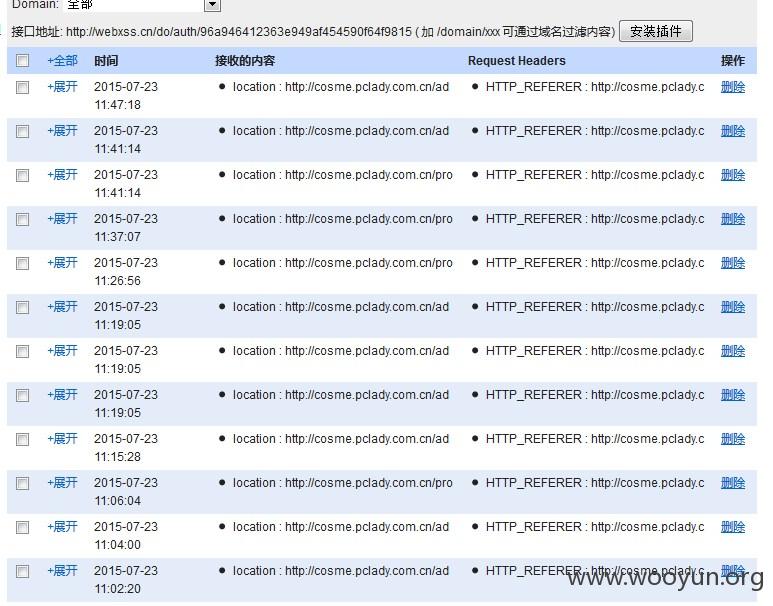 Domain: 全部
接口地址: http://webxss.cn/do/auth/96a946412363e949af454590f64f9815 ( 加 /domain/xxx 可通过域名过滤内容) 安装插件
+全部 时间 接收的内容 Request Headers 操作
+展开 2015-07-23 • location : http://cosme.pclady.com.cn/ad • HTTP_REFERER : http://cosme.pclady.c 删除
11:47:18
+展开 2015-07-23 • location : http://cosme.pclady.com.cn/ad • HTTP_REFERER : http://cosme.pclady.c 删除
11:41:14
+展开 2015-07-23 • location : http://cosme.pclady.com.cn/pro • HTTP_REFERER : http://cosme.pclady.c 删除
11:41:14
+展开 2015-07-23 • location : http://cosme.pclady.com.cn/pro • HTTP_REFERER : http://cosme.pclady.c 删除
11:37:07
+展开 2015-07-23 • location : http://cosme.pclady.com.cn/pro • HTTP_REFERER : http://cosme.pclady.c 删除
11:26:56
+展开 2015-07-23 • location : http://cosme.pclady.com.cn/ad • HTTP_REFERER : http://cosme.pclady.c 删除
11:19:05
+展开 2015-07-23 • location : http://cosme.pclady.com.cn/ad • HTTP_REFERER : http://cosme.pclady.c 删除
11:19:05
+展开 2015-07-23 • location : http://cosme.pclady.com.cn/ad • HTTP_REFERER : http://cosme.pclady.c 删除
11:19:05
+展开 2015-07-23 • location : http://cosme.pclady.com.cn/ad • HTTP_REFERER : http://cosme.pclady.c 删除
11:15:28
+展开 2015-07-23 • location : http://cosme.pclady.com.cn/pro • HTTP_REFERER : http://cosme.pclady.c 删除
11:06:04
+展开 2015-07-23 • location : http://cosme.pclady.com.cn/ad • HTTP_REFERER : http://cosme.pclady.c 删除
11:04:00
+展开 2015-07-23 • location : http://cosme.pclady.com.cn/ad • HTTP_REFERER : http://cosme.pclady.c 删除
11:02:20
www.wooyun.org